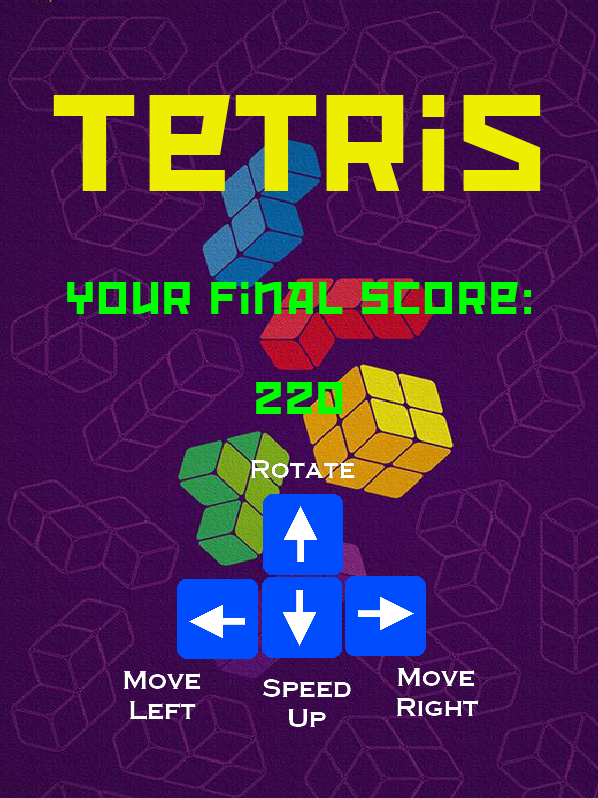 TETRiS
YOUR FiNAL SCORE:
220
ROTATE
MOVE LEFT
SPEED UP
MOVE RIGHT